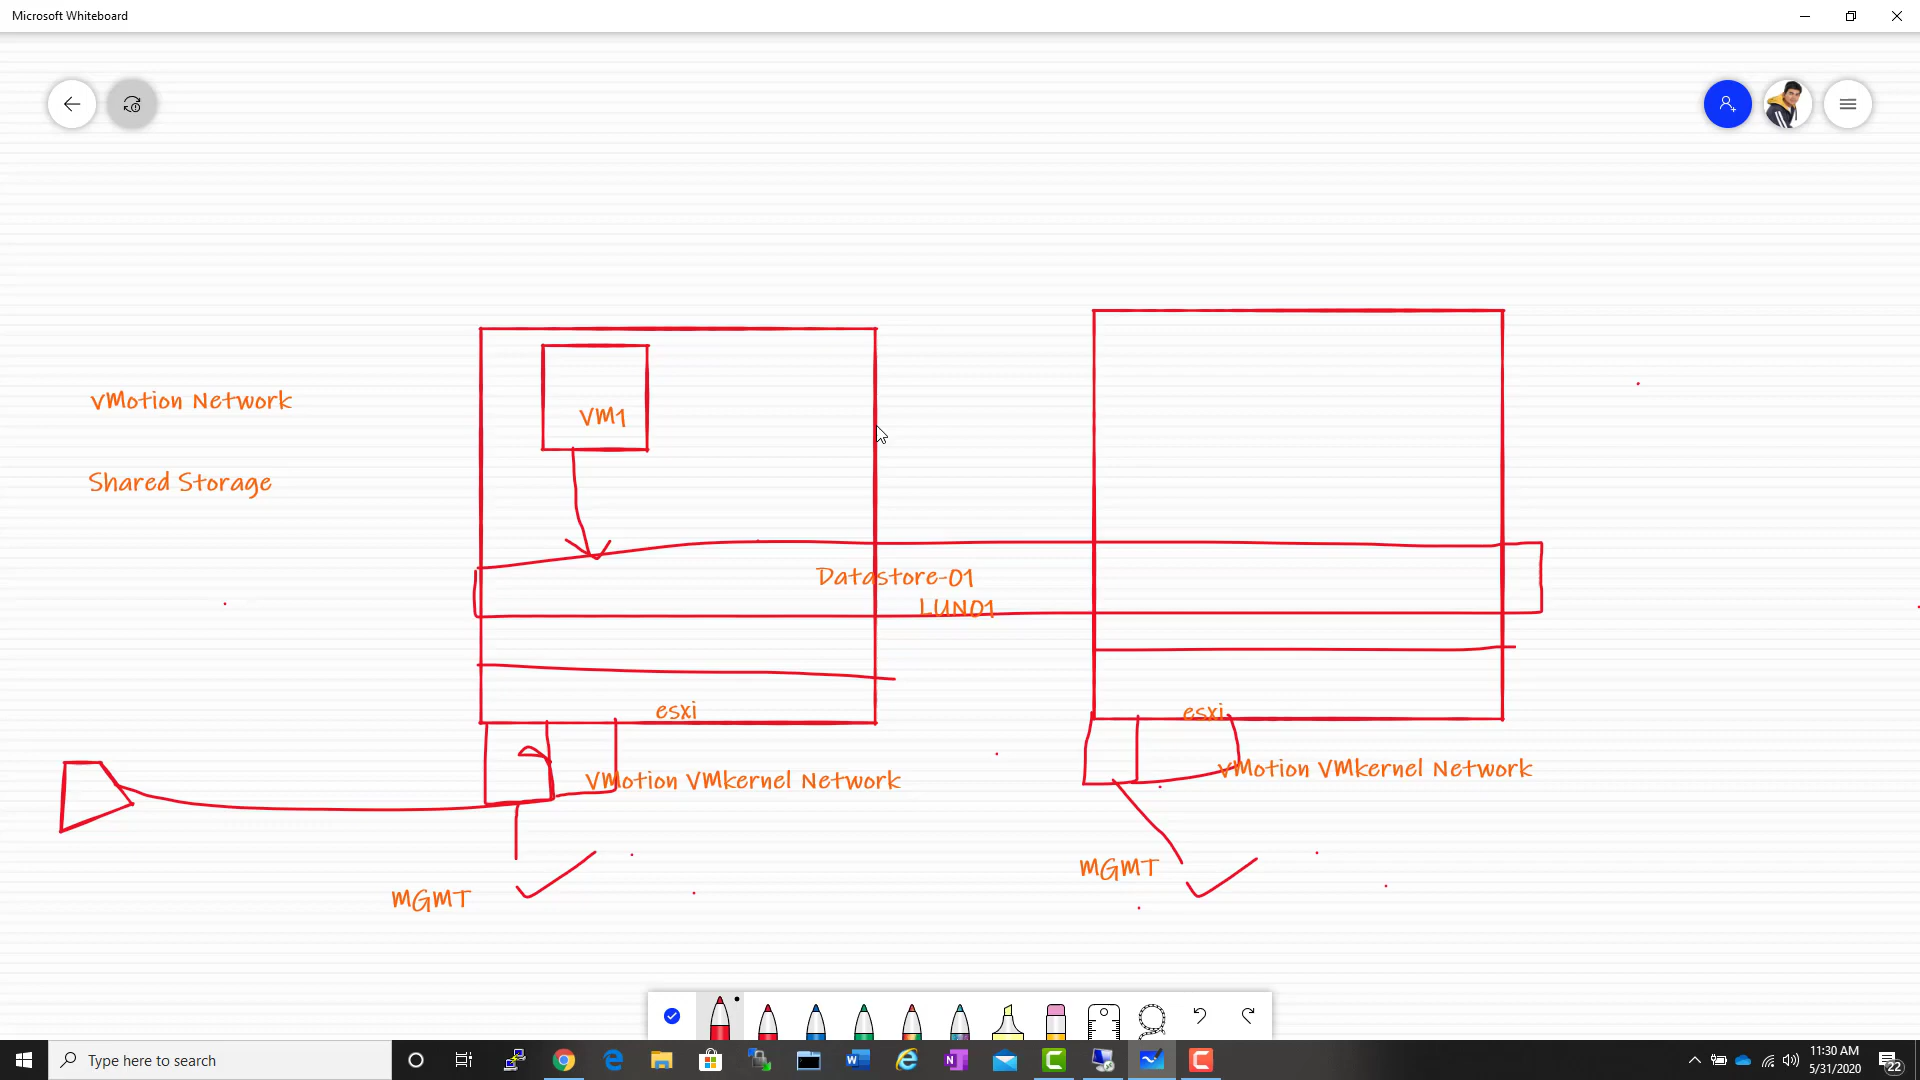 Microsoft Whiteboard
vMotion Network
VM1
Shared Storage
Datastore-01
LUN01
esxi
esxi
VMotion VMkernel Network
vMotion VMkernel Network
MGMT
MGMT
Type here to search
11:30 AM
5/31/2020
22